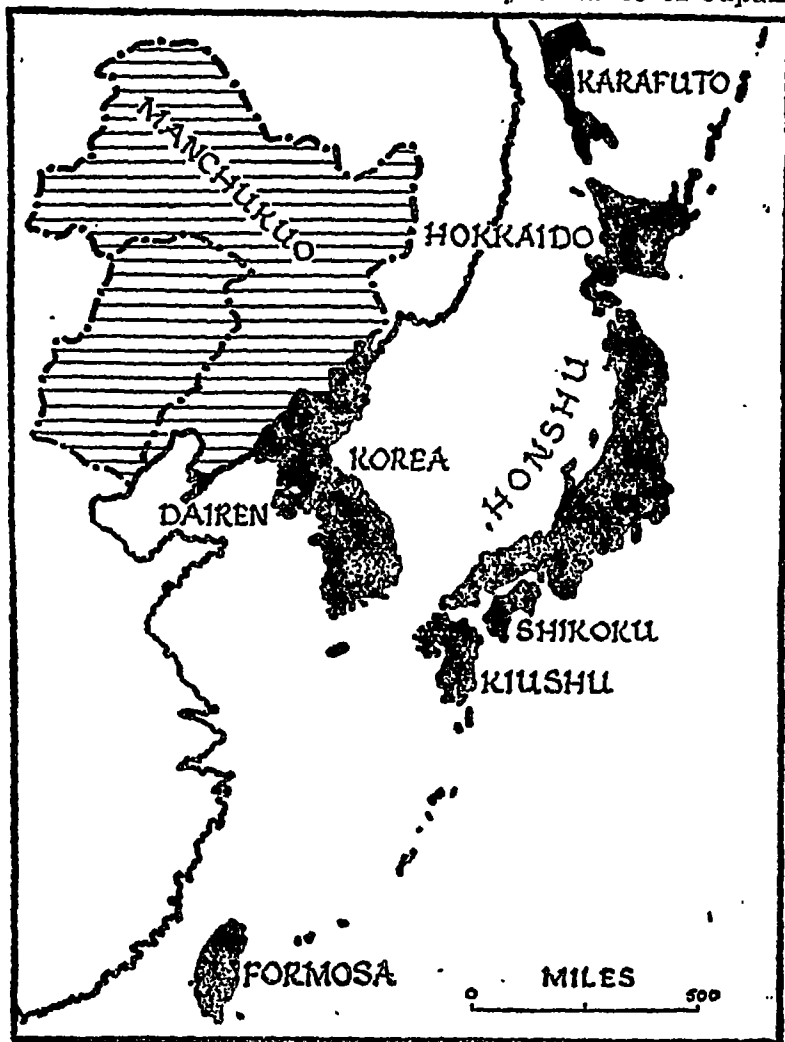 KARAFUTO
MANCHUKUO
HOKKAIDO
HONSHU
KOREA
DAIREN
SHIKOKU
KIUSHU
FORMOSA
MILES
0 500